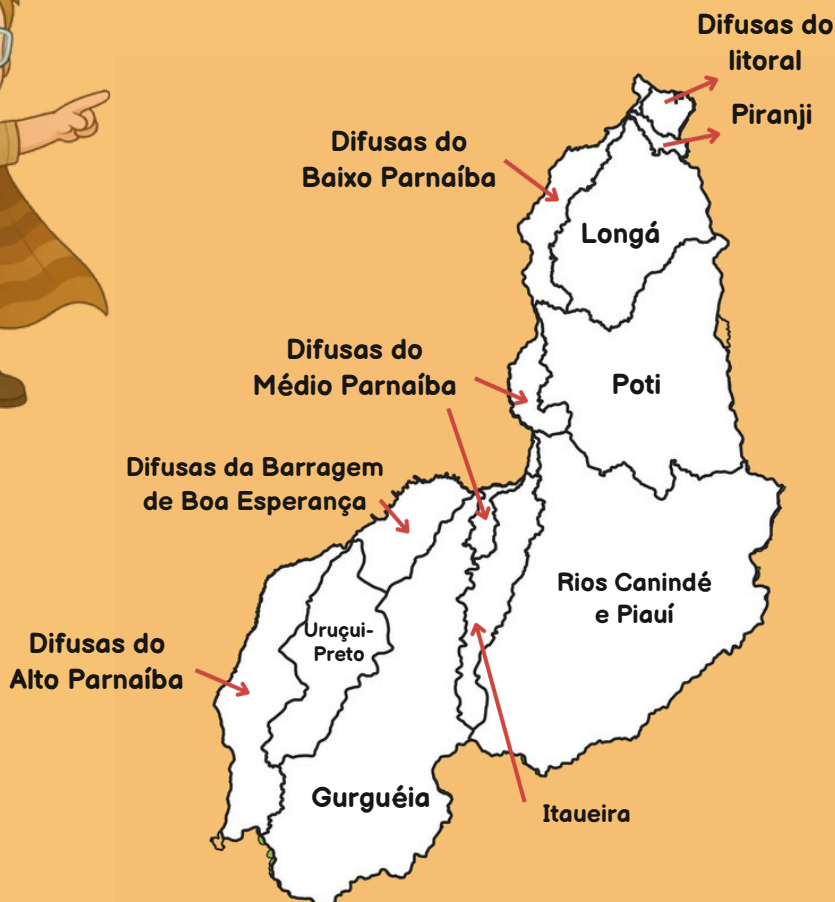 Difusas do
litoral
Piranji
Difusas do
Baixo Parnaíba
Longá
Difusas do
Médio Parnaíba
Poti
Difusas da Barragem
de Boa Esperança
Rios Canindé
e Piauí
Uruçui-
Preto
Difusas do
Alto Parnaíba
Gurguéia
Itaueira